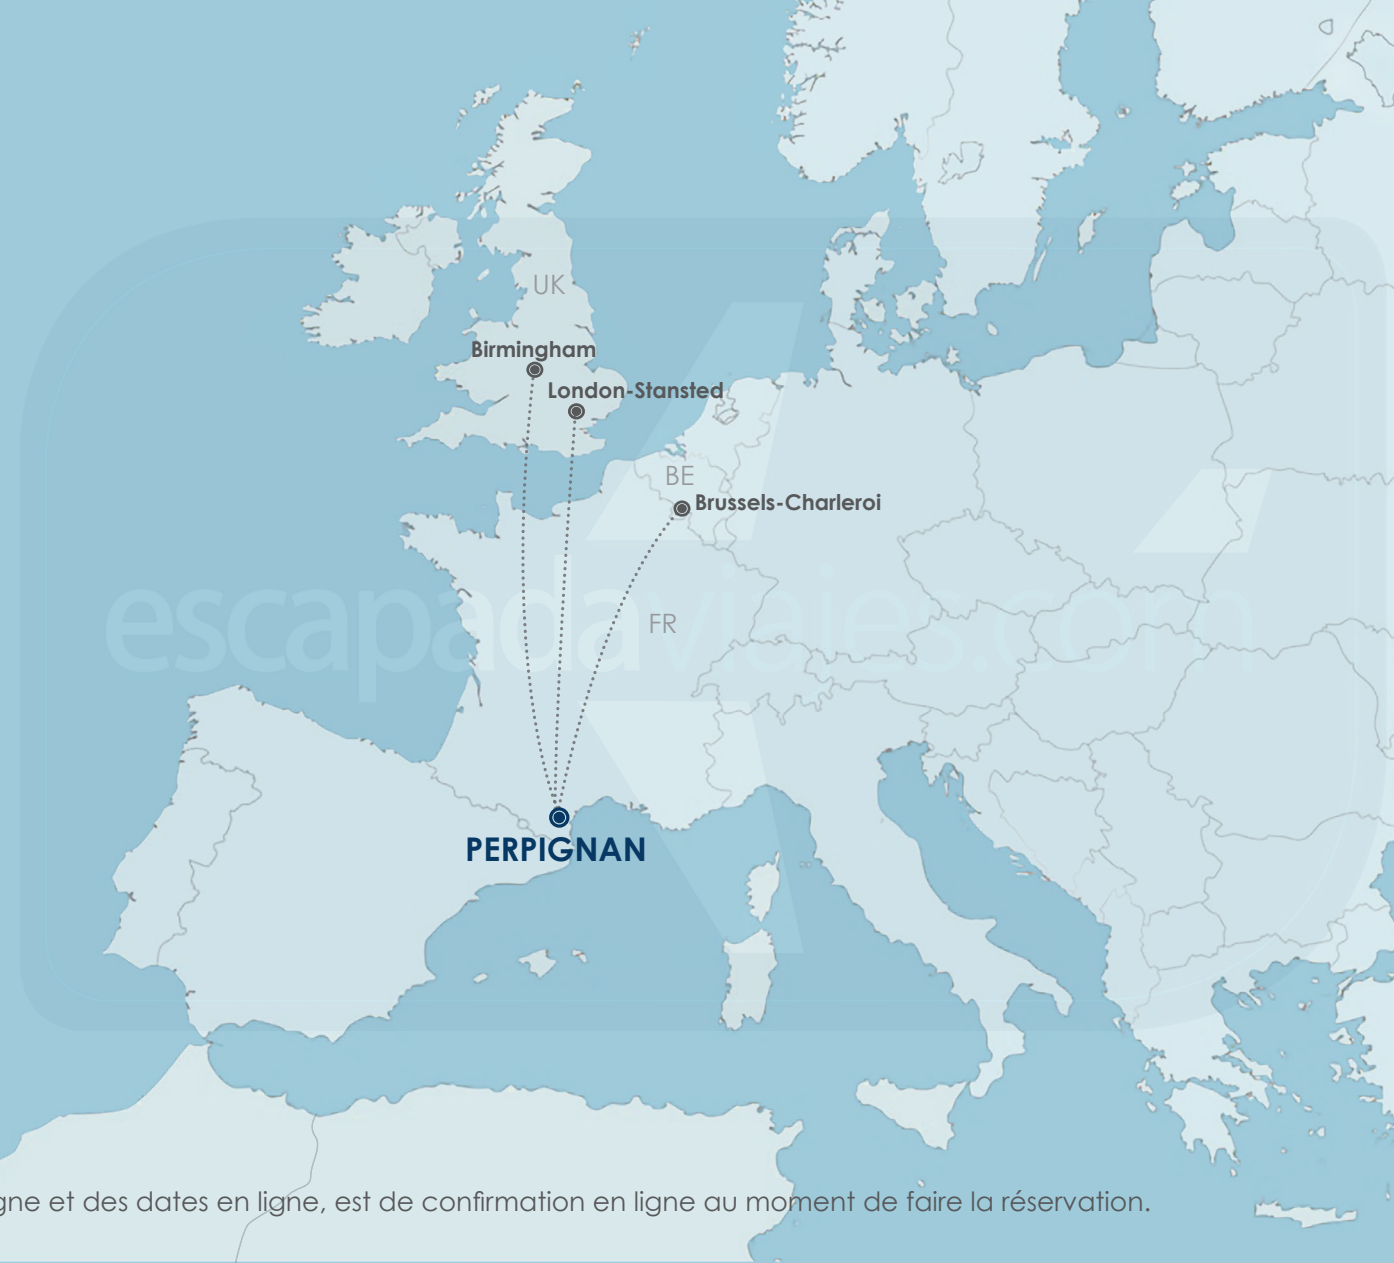 UK
Birmingham
London-Stansted
BE
Brussels-Charleroi
escapadaviajes.com
FR
PERPIGNAN
gne et des dates en ligne, est de confirmation en ligne au moment de faire la réservation.